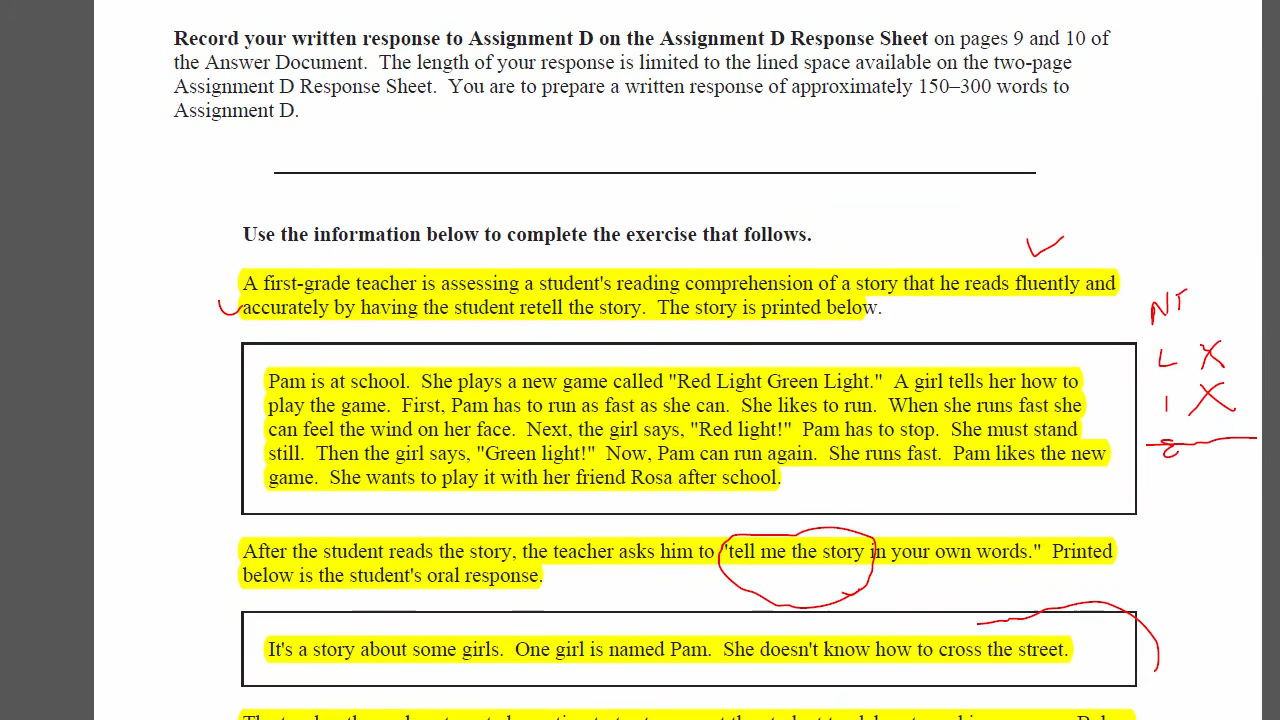 Record your written response to Assignment D on the Assignment D Response Sheet on pages 9 and 10 of
the Answer Document. The length of your response is limited to the lined space available on the two-page
Assignment D Response Sheet. You are to prepare a written response of approximately 150–300 words to
Assignment D.
Use the information below to complete the exercise that follows.
A first-grade teacher is assessing a student's reading comprehension of a story that he reads fluently and
accurately by having the student retell the story. The story is printed below.
NT
L X
I X
Pam is at school. She plays a new game called "Red Light Green Light." A girl tells her how to
play the game. First, Pam has to run as fast as she can. She likes to run. When she runs fast she
can feel the wind on her face. Next, the girl says, "Red light!" Pam has to stop. She must stand
still. Then the girl says, "Green light!" Now, Pam can run again. She runs fast. Pam likes the new
game. She wants to play it with her friend Rosa after school.
After the student reads the story, the teacher asks him to "tell me the story in your own words." Printed
below is the student's oral response.
It's a story about some girls. One girl is named Pam. She doesn't know how to cross the street.